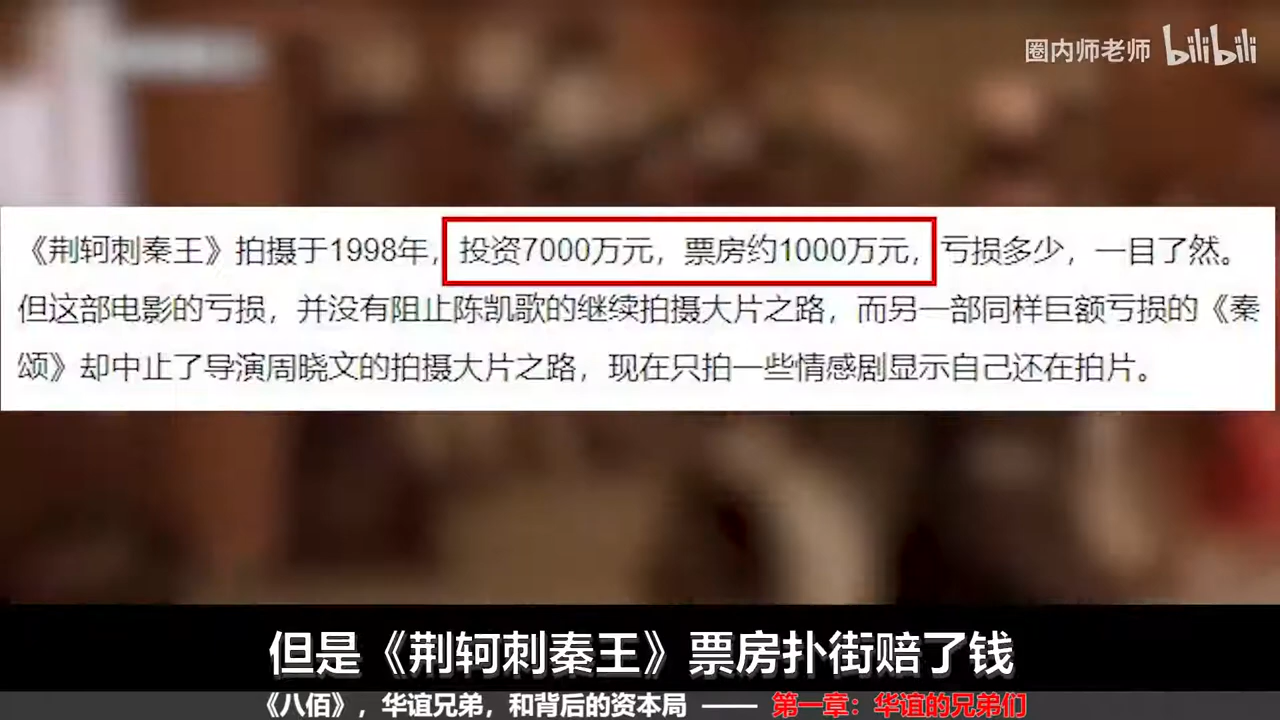 圈内师老师 bilibili
《荆轲刺秦王》拍摄于1998年，投资7000万元，票房约1000万元，亏损多少，一目了然。
但这部电影的亏损，并没有阻止陈凯歌的继续拍摄大片之路，而另一部同样巨额亏损的《秦
颂》却中止了导演周晓文的拍摄大片之路，现在只拍一些情感剧显示自己还在拍片。
但是《荆轲刺秦王》票房扑街赔了钱
《八佰》，华谊兄弟，和背后的资本局 —— 第一章：华谊的兄弟们